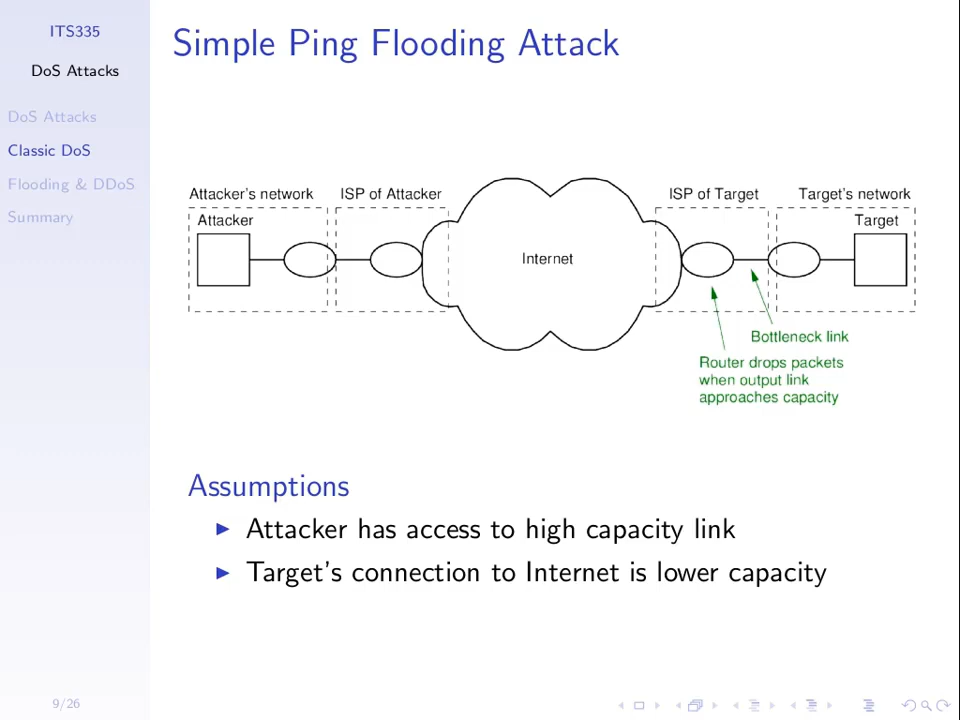 ITS335
DoS Attacks
DoS Attacks
Classic DoS
Flooding & DDoS
Summary
9/26
Simple Ping Flooding Attack
Attacker's network
ISP of Attacker
ISP of Target
Target's network
Attacker
Target
Internet
Bottleneck link
Router drops packets
when output link
approaches capacity
Assumptions
Attacker has access to high capacity link
Target's connection to Internet is lower capacity